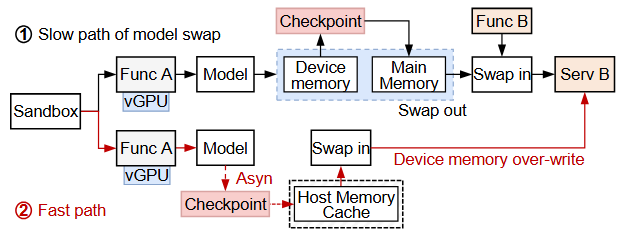 ① Slow path of model swap
Checkpoint
Func B
Sandbox
Func A
vGPU
Model
Device
memory
Main
Memory
Swap out
Swap in
Serv B
Func A
vGPU
Model
Asyn
Checkpoint
Host Memory
Cache
Swap in
Device memory over-write
② Fast path